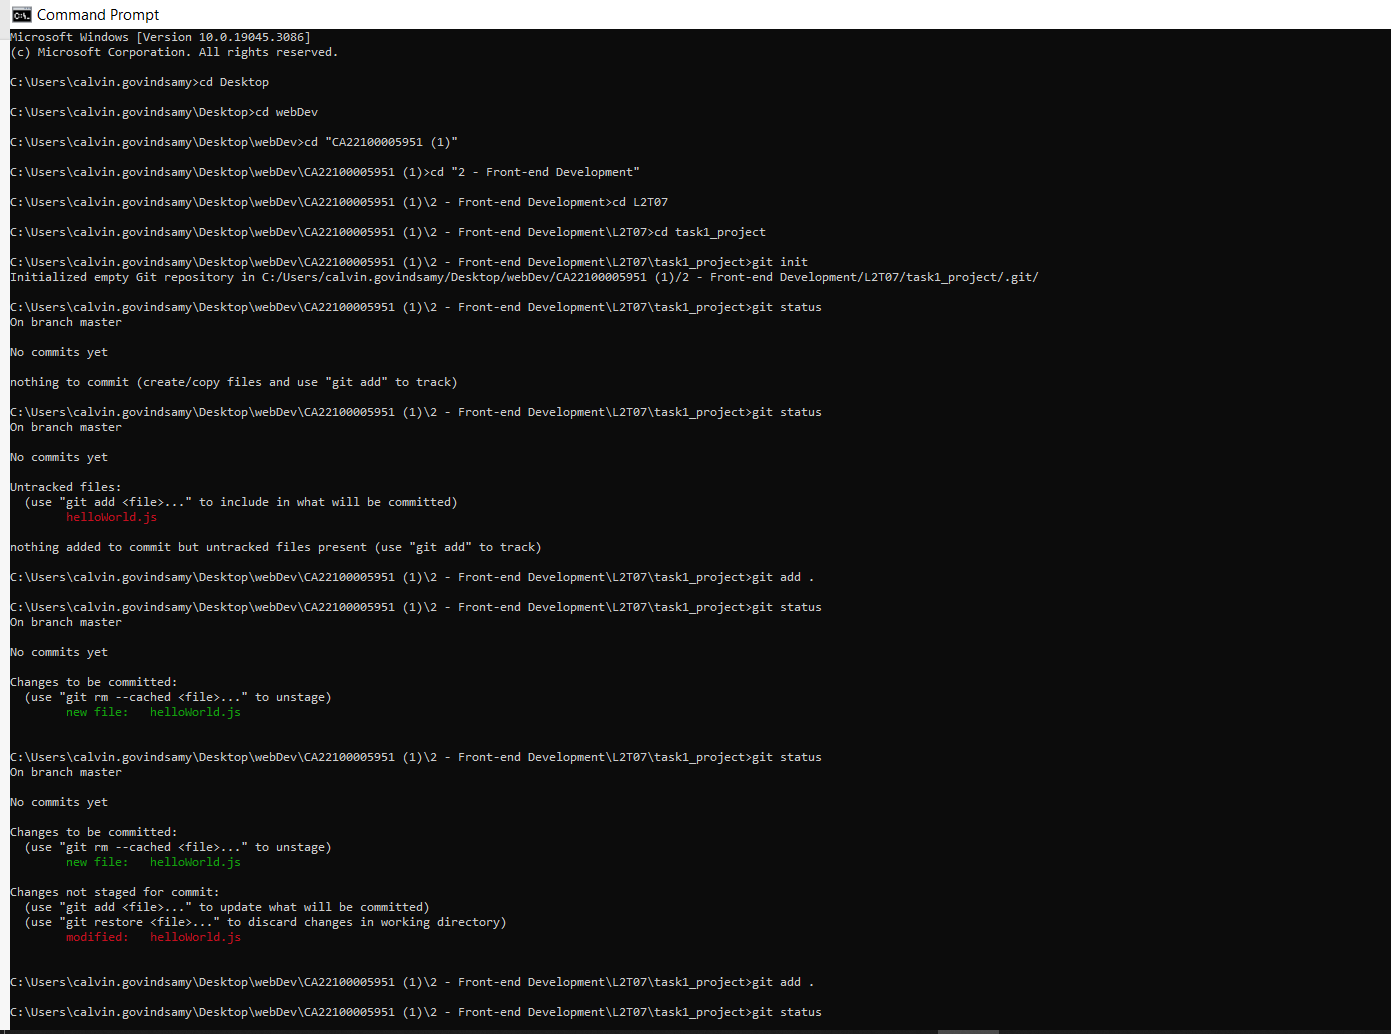 Command Prompt
Microsoft Windows [Version 10.0.19045.3086]
(c) Microsoft Corporation. All rights reserved.
C:\Users\calvin.govindsamy>cd Desktop
C:\Users\calvin.govindsamy\Desktop>cd webDev
C:\Users\calvin.govindsamy\Desktop\webDev>cd "CA22100005951 (1)"
C:\Users\calvin.govindsamy\Desktop\webDev\CA22100005951 (1)>cd "2 - Front-end Development"
C:\Users\calvin.govindsamy\Desktop\webDev\CA22100005951 (1)\2 - Front-end Development>cd L2T07
C:\Users\calvin.govindsamy\Desktop\webDev\CA22100005951 (1)\2 - Front-end Development\L2T07>cd task1_project
C:\Users\calvin.govindsamy\Desktop\webDev\CA22100005951 (1)\2 - Front-end Development\L2T07\task1_project>git init
Initialized empty Git repository in C:/Users/calvin.govindsamy/Desktop/webDev/CA22100005951 (1)/2 - Front-end Development/L2T07/task1_project/.git/
C:\Users\calvin.govindsamy\Desktop\webDev\CA22100005951 (1)\2 - Front-end Development\L2T07\task1_project>git status
On branch master
No commits yet
nothing to commit (create/copy files and use "git add" to track)
C:\Users\calvin.govindsamy\Desktop\webDev\CA22100005951 (1)\2 - Front-end Development\L2T07\task1_project>git status
On branch master
No commits yet
Untracked files:
  (use "git add <file>..." to include in what will be committed)
        helloWorld.js
nothing added to commit but untracked files present (use "git add" to track)
C:\Users\calvin.govindsamy\Desktop\webDev\CA22100005951 (1)\2 - Front-end Development\L2T07\task1_project>git add .
C:\Users\calvin.govindsamy\Desktop\webDev\CA22100005951 (1)\2 - Front-end Development\L2T07\task1_project>git status
On branch master
No commits yet
Changes to be committed:
  (use "git rm --cached <file>..." to unstage)
        new file:   helloWorld.js
C:\Users\calvin.govindsamy\Desktop\webDev\CA22100005951 (1)\2 - Front-end Development\L2T07\task1_project>git status
On branch master
No commits yet
Changes to be committed:
  (use "git rm --cached <file>..." to unstage)
        new file:   helloWorld.js
Changes not staged for commit:
  (use "git add <file>..." to update what will be committed)
  (use "git restore <file>..." to discard changes in working directory)
        modified:   helloWorld.js
C:\Users\calvin.govindsamy\Desktop\webDev\CA22100005951 (1)\2 - Front-end Development\L2T07\task1_project>git add .
C:\Users\calvin.govindsamy\Desktop\webDev\CA22100005951 (1)\2 - Front-end Development\L2T07\task1_project>git status